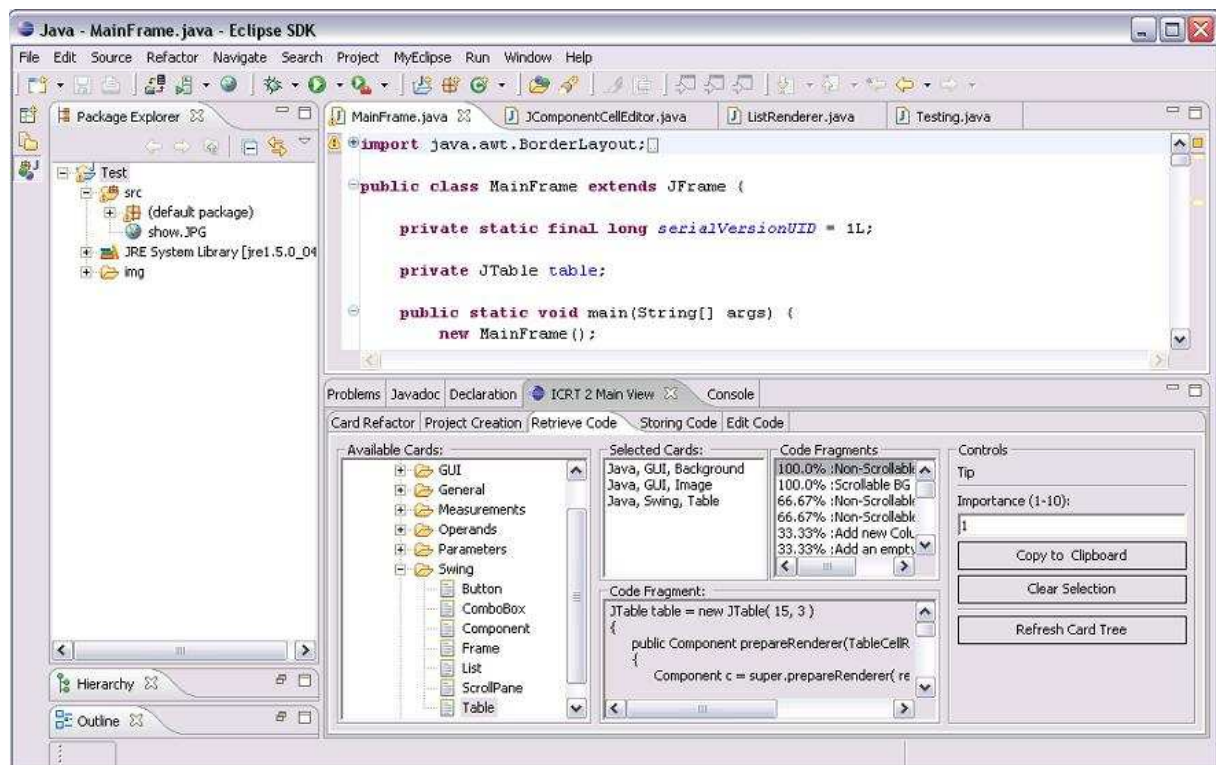 Java - MainFrame.java - Eclipse SDK
File Edit Source Refactor Navigate Search Project MyEclipse Run Window Help
Package Explorer
Test
src
(default package)
show.JPG
JRE System Library [jre1.5.0_04
img
Hierarchy
Outline
MainFrame.java JComponentCellEditor.java ListRenderer.java Testing.java
import java.awt.BorderLayout;
public class MainFrame extends JFrame {
private static final long serialVersionUID = 1L;
private JTable table;
public static void main(String[] args) {
new MainFrame();
Problems Javadoc Declaration ICRT 2 Main View Console
Card Refactor Project Creation Retrieve Code Storing Code Edit Code
Available Cards:
GUI
General
Measurements
Operands
Parameters
Swing
Button
ComboBox
Component
Frame
List
ScrollPane
Table
Selected Cards:
Java, GUI, Background
Java, GUI, Image
Java, Swing, Table
Code Fragments
100.0% :Non-Scrollable
100.0% :Scrollable BG
66.67% :Non-Scrollable
66.67% :Non-Scrollable
33.33% :Add new Colu
33.33% :Add an empty
Code Fragment:
JTable table = new JTable( 15, 3 )
{
public Component prepareRenderer(TableCellR
{
Component c = super.prepareRenderer( re
Controls
Tip
Importance (1-10):
1
Copy to Clipboard
Clear Selection
Refresh Card Tree